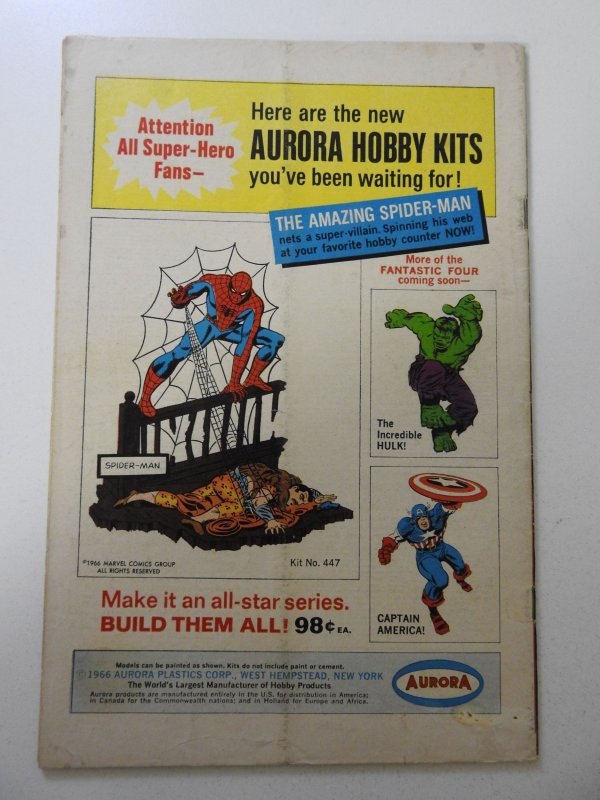 Attention
All Super-Hero
Fans—
Here are the new
AURORA HOBBY KITS
you've been waiting for!
THE AMAZING SPIDER-MAN
nets a super-villain. Spinning his web
at your favorite hobby counter NOW!
More of the
FANTASTIC FOUR
coming soon—
The
Incredible
HULK!
SPIDER-MAN
©1966 MARVEL COMICS GROUP
ALL RIGHTS RESERVED
Kit No. 447
CAPTAIN
AMERICA!
Make it an all-star series.
BUILD THEM ALL! 98¢ EA.
Models can be painted as shown. Kits do not include paint or cement.
©1966 AURORA PLASTICS CORP., WEST HEMPSTEAD, NEW YORK
The World's Largest Manufacturer of Hobby Products
Aurora products are manufactured entirely in the U.S. for distribution in America;
in Canada for the Commonwealth nations; and in Holland for Europe and Africa.
AURORA